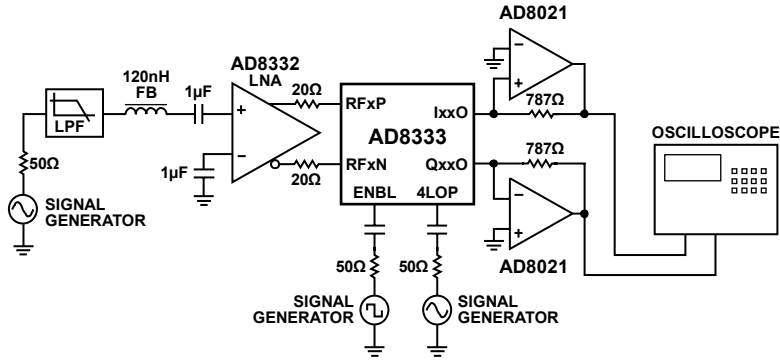 AD8021
AD8332
LNA
120nH
FB
1µF
20Ω
787Ω
LPF
RFxP
IxxO
AD8333
OSCILLOSCOPE
50Ω
1µF
20Ω
RFxN
QxxO
787Ω
ENBL
4LOP
SIGNAL
GENERATOR
AD8021
50Ω
50Ω
SIGNAL
GENERATOR
SIGNAL
GENERATOR